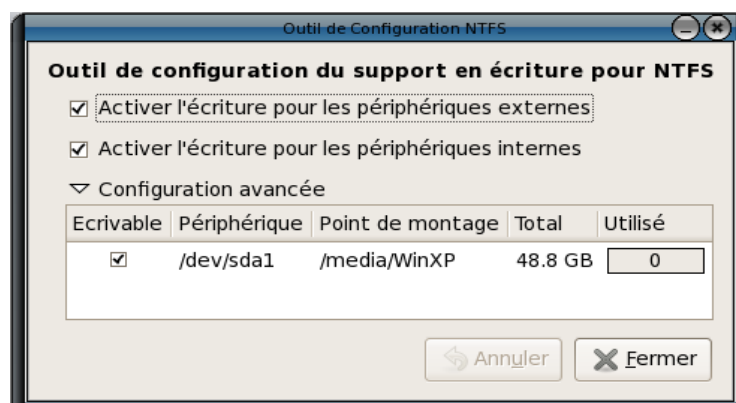 Outil de Configuration NTFS
Outil de configuration du support en écriture pour NTFS
Activer l'écriture pour les périphériques externes
Activer l'écriture pour les périphériques internes
Configuration avancée
Ecrivable Périphérique Point de montage Total Utilisé
/dev/sda1 /media/WinXP 48.8 GB 0
Annuler Fermer